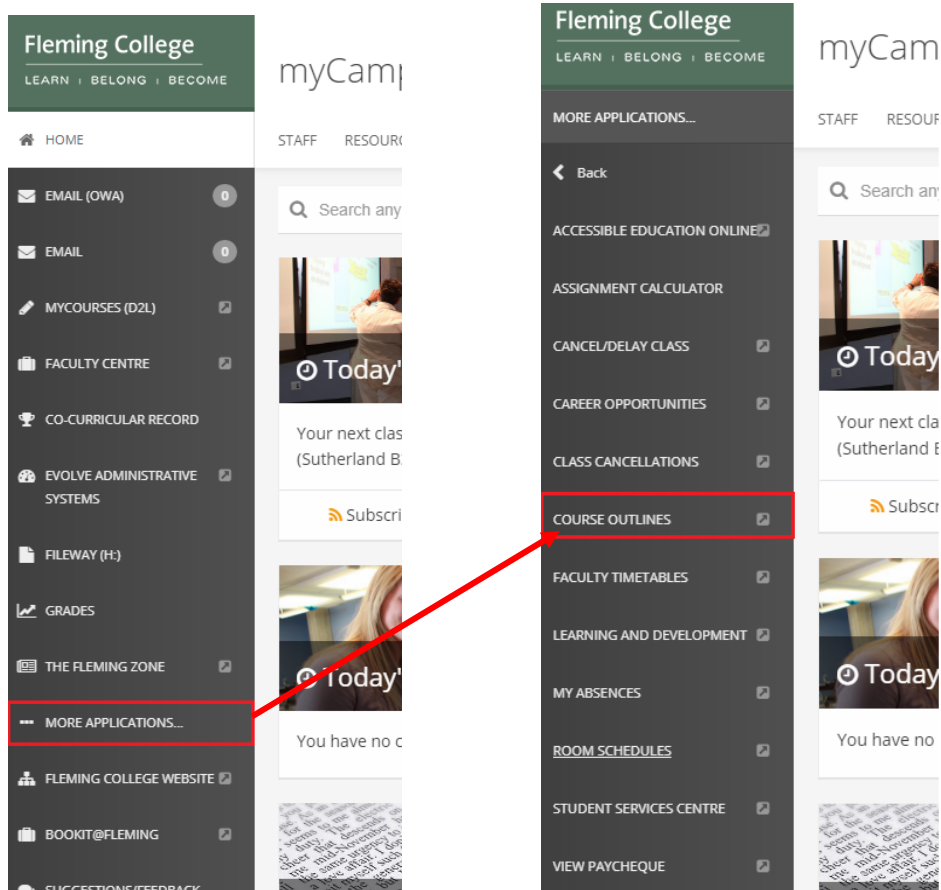 Fleming College
LEARN | BELONG | BECOME
HOME
EMAIL (OWA) 0
EMAIL 0
MYCOURSES (D2L)
FACULTY CENTRE
CO-CURRICULAR RECORD
EVOLVE ADMINISTRATIVE
SYSTEMS
FILEWAY (H:)
GRADES
THE FLEMING ZONE
MORE APPLICATIONS...
FLEMING COLLEGE WEBSITE
BOOKIT@FLEMING
SUGGESTIONS/FEEDBACK
myCamp
STAFF RESOURC
Search any
Today'
Your next clas
(Sutherland B
Subscri
Today'
You have no c
Fleming College
LEARN | BELONG | BECOME
MORE APPLICATIONS...
Back
ACCESSIBLE EDUCATION ONLINE
ASSIGNMENT CALCULATOR
CANCEL/DELAY CLASS
CAREER OPPORTUNITIES
CLASS CANCELLATIONS
COURSE OUTLINES
FACULTY TIMETABLES
LEARNING AND DEVELOPMENT
MY ABSENCES
ROOM SCHEDULES
STUDENT SERVICES CENTRE
VIEW PAYCHEQUE
myCam
STAFF RESOUR
Search an
Today
Your next cla
(Sutherland
Subscr
Today
You have no